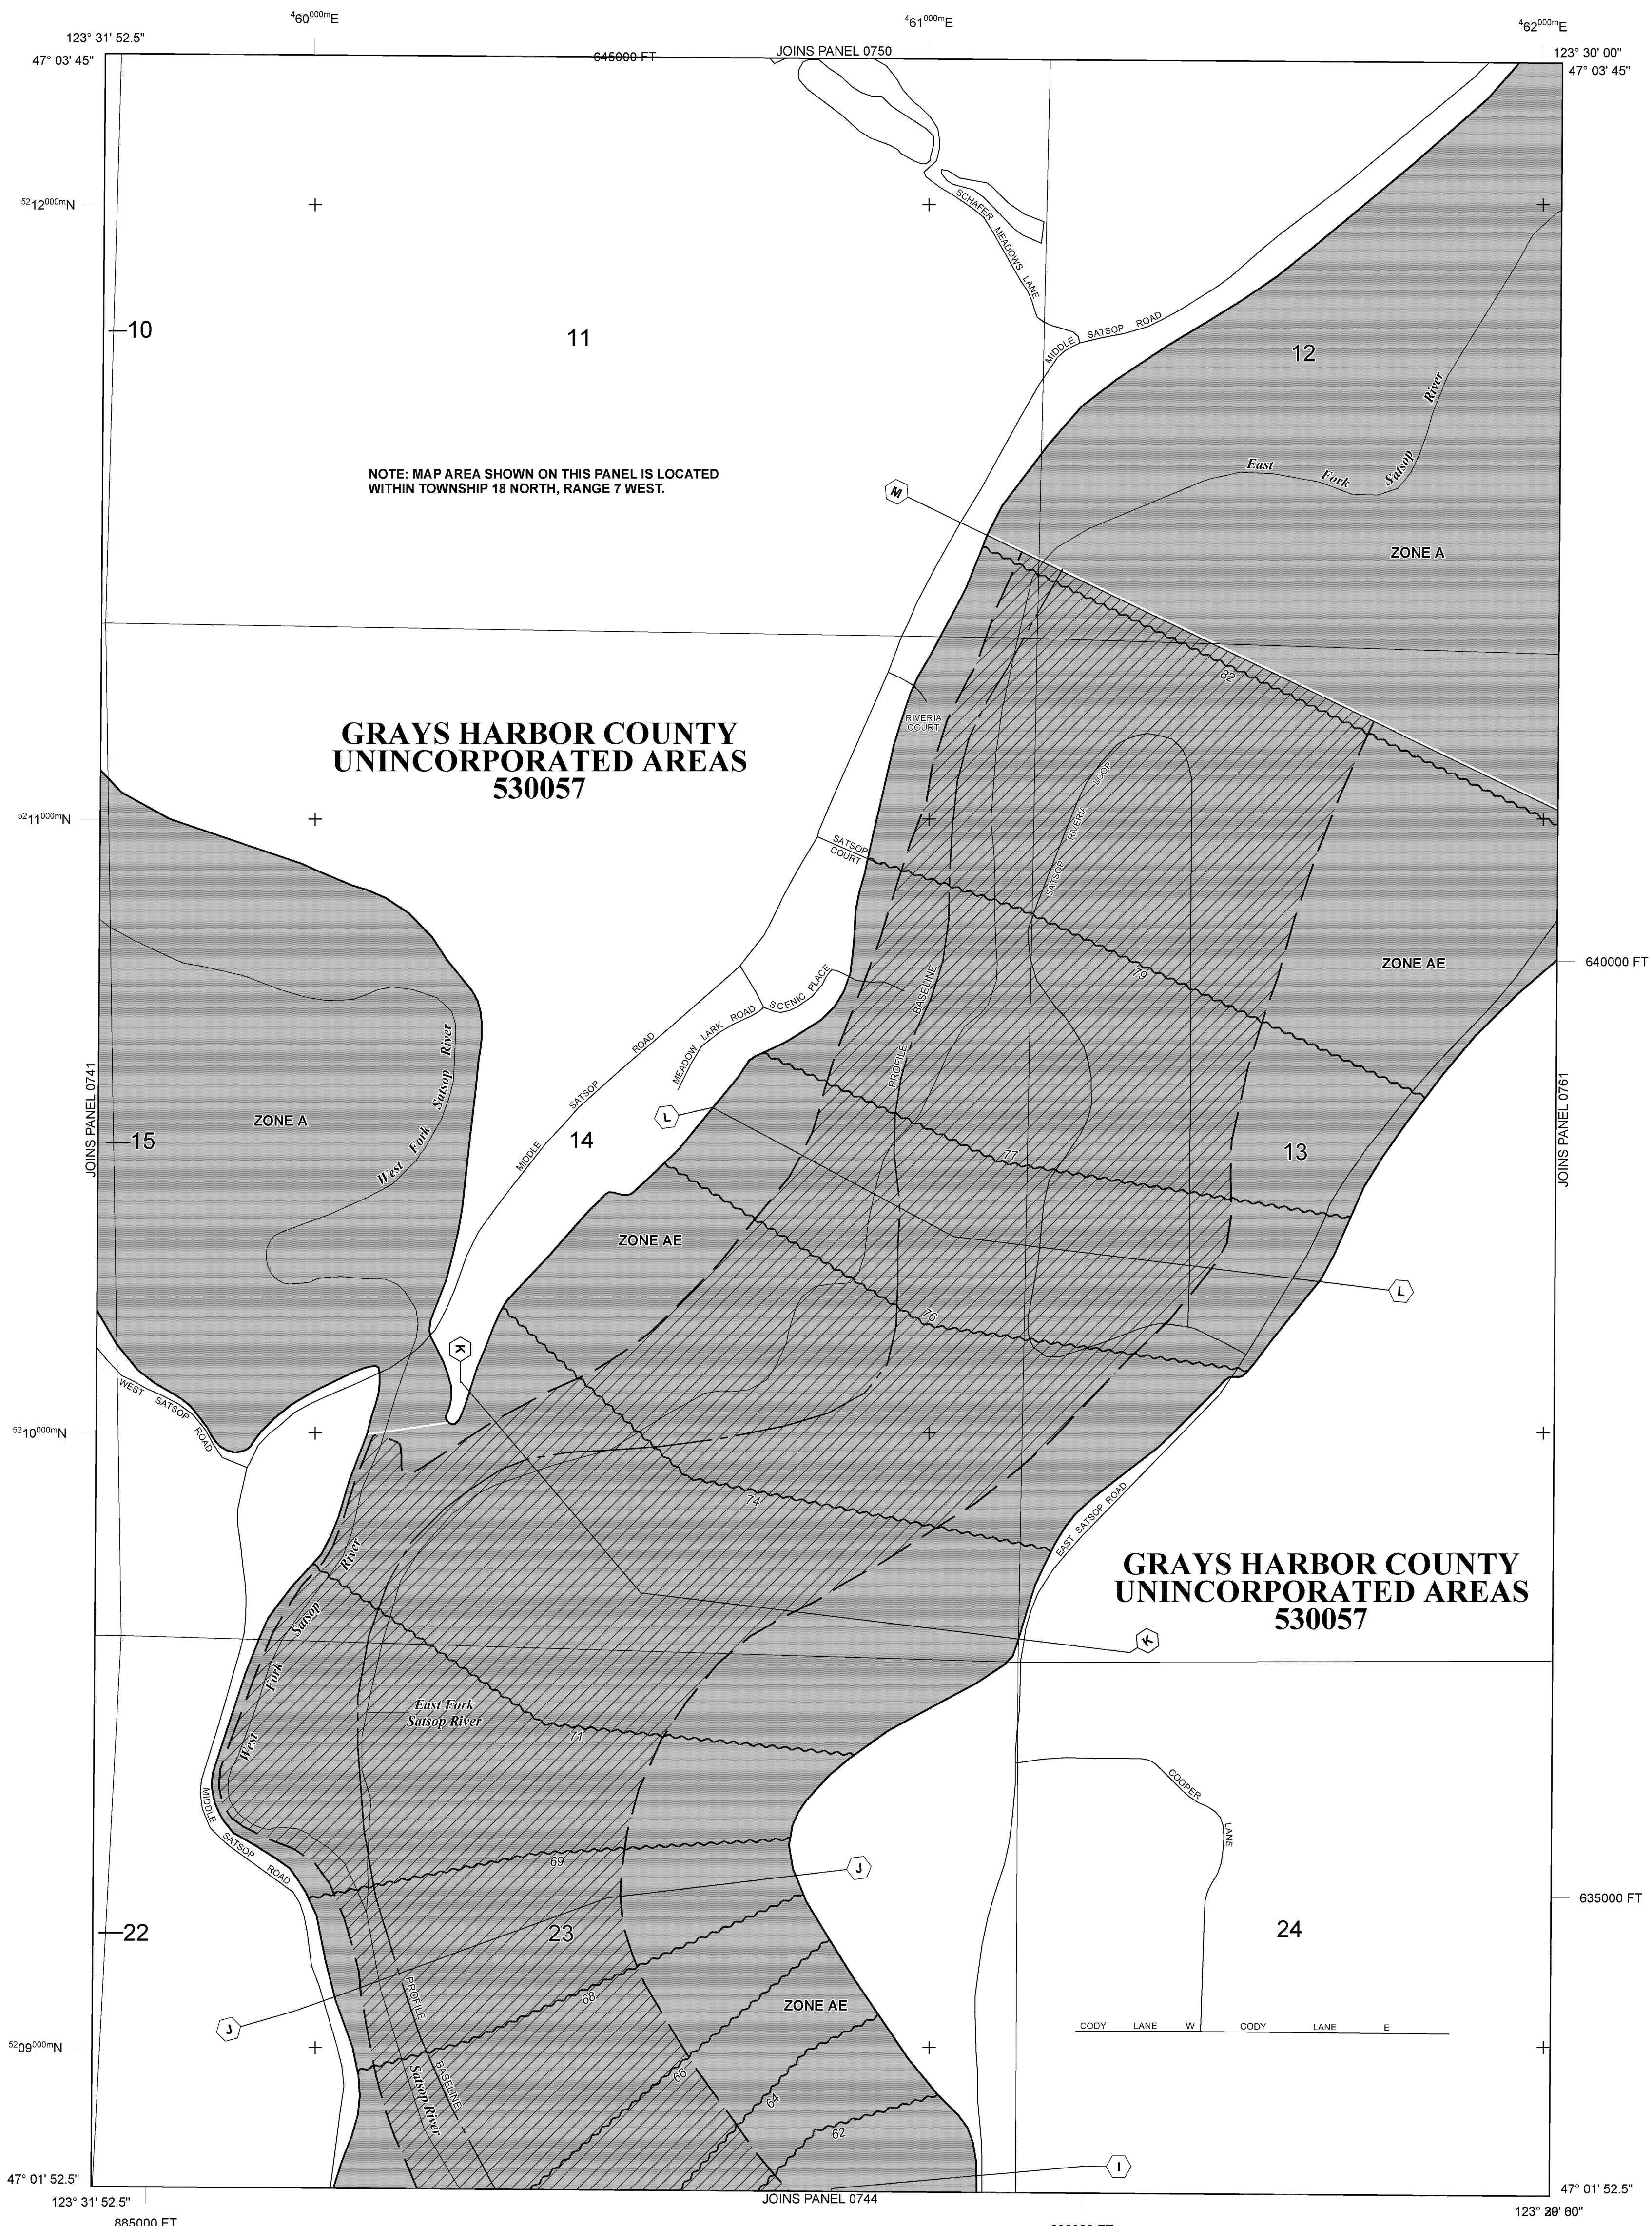 460000mE
461000mE
462000mE
123° 31' 52.5"
47° 03' 45"
645000 FT
JOINS PANEL 0750
123° 30' 00"
47° 03' 45"
5212000mN
SCHAFER MEADOWS LANE
10
11
MIDDLE SATSOP ROAD
12
East Fork Satsop River
NOTE: MAP AREA SHOWN ON THIS PANEL IS LOCATED
WITHIN TOWNSHIP 18 NORTH, RANGE 7 WEST.
M
ZONE A
82
RIVERIA
COURT
GRAYS HARBOR COUNTY
UNINCORPORATED AREAS
530057
SATSOP RIVERIA LOOP
5211000mN
SATSOP
COURT
79
ZONE AE
640000 FT
PROFILE BASELINE
SCENIC PLACE
MEADOW LARK ROAD
MIDDLE SATSOP ROAD
West Fork Satsop River
JOINS PANEL 0741
ZONE A
15
14
L
77
13
JOINS PANEL 0761
ZONE AE
L
76
K
WEST SATSOP ROAD
5210000mN
74
EAST SATSOP ROAD
West Fork Satsop River
GRAYS HARBOR COUNTY
UNINCORPORATED AREAS
530057
K
East Fork
Satsop River
71
MIDDLE SATSOP ROAD
COOPER LANE
69
J
635000 FT
22
23
24
PROFILE BASELINE
68
ZONE AE
J
CODY LANE W
CODY LANE E
5209000mN
Satsop River
66
64
62
I
47° 01' 52.5"
47° 01' 52.5"
123° 31' 52.5"
JOINS PANEL 0744
885000 FT